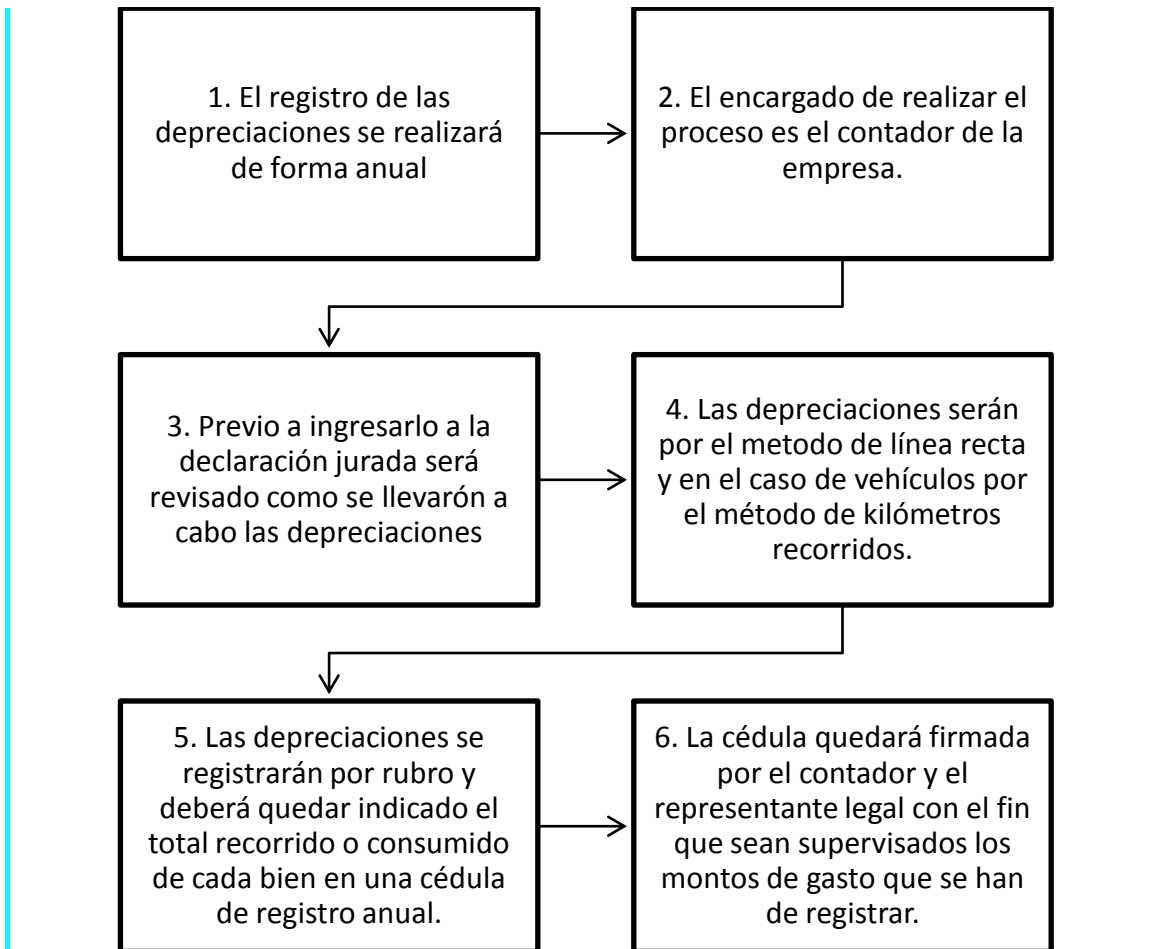 1. El registro de las
depreciaciones se realizará
de forma anual
2. El encargado de realizar el
proceso es el contador de la
empresa.
3. Previo a ingresarlo a la
declaración jurada será
revisado como se llevarón a
cabo las depreciaciones
4. Las depreciaciones serán
por el metodo de línea recta
y en el caso de vehículos por
el método de kilómetros
recorridos.
5. Las depreciaciones se
registrarán por rubro y
deberá quedar indicado el
total recorrido o consumido
de cada bien en una cédula
de registro anual.
6. La cédula quedará firmada
por el contador y el
representante legal con el fin
que sean supervisados los
montos de gasto que se han
de registrar.